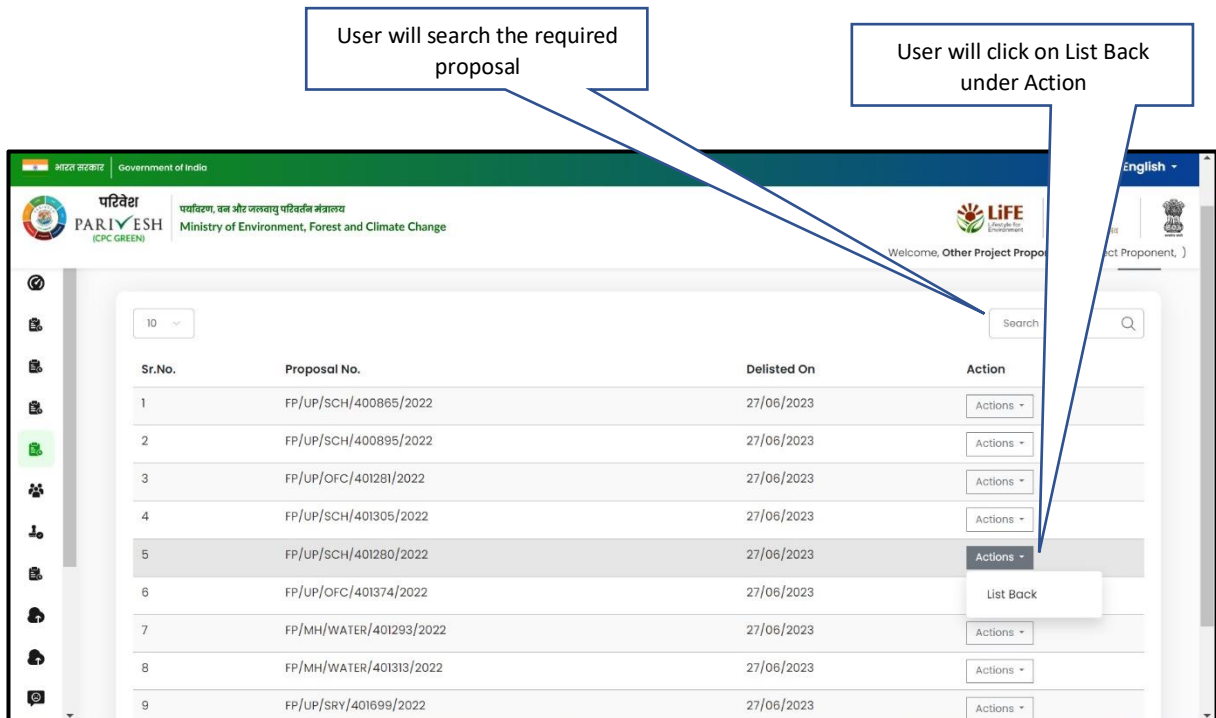 User will search the required
proposal
User will click on List Back
under Action
भारत सरकार Government of India
English
परिवेश
PARIVESH
(CPC GREEN)
पर्यावरण, वन और जलवायु परिवर्तन मंत्रालय
Ministry of Environment, Forest and Climate Change
LiFE
Lifestyle for
Environment
Welcome, Other Project Propo ct Proponent, )
10
Search
Sr.No. Proposal No. Delisted On Action
1 FP/UP/SCH/400865/2022 27/06/2023 Actions
2 FP/UP/SCH/400895/2022 27/06/2023 Actions
3 FP/UP/OFC/401281/2022 27/06/2023 Actions
4 FP/UP/SCH/401305/2022 27/06/2023 Actions
5 FP/UP/SCH/401280/2022 27/06/2023 Actions
6 FP/UP/OFC/401374/2022 27/06/2023
List Back
7 FP/MH/WATER/401293/2022 27/06/2023 Actions
8 FP/MH/WATER/401313/2022 27/06/2023 Actions
9 FP/UP/SRY/401699/2022 27/06/2023 Actions